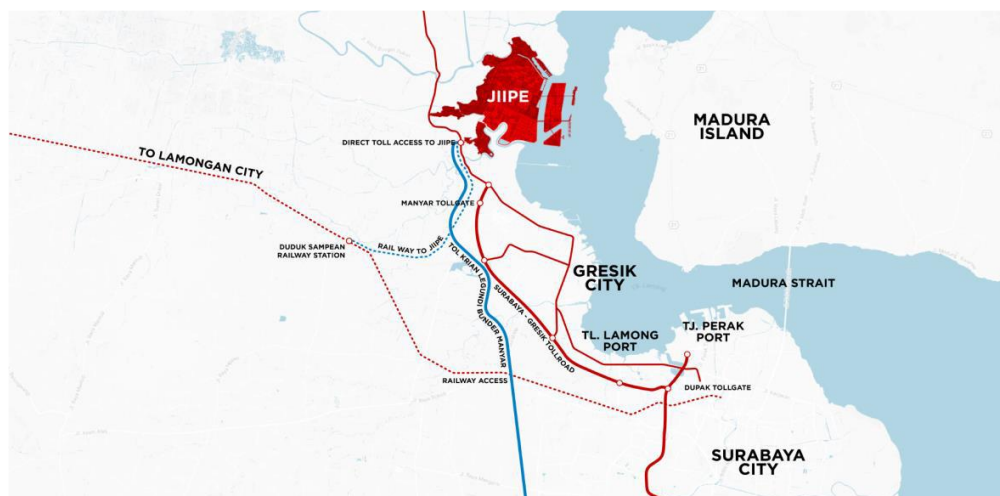 JIIPE
MADURA
ISLAND
DIRECT TOLL ACCESS TO JIIPE
TO LAMONGAN CITY
MANYAR TOLLGATE
DUDUK SAMPEAN
RAILWAY STATION
RAIL WAY TO JIIPE
TOL KRIAN LEGUNDI BUNDER MANYAR
GRESIK
CITY
MADURA STRAIT
SURABAYA - GRESIK TOLLROAD
TL. LAMONG
PORT
TJ. PERAK
PORT
RAILWAY ACCESS
DUPAK TOLLGATE
SURABAYA
CITY